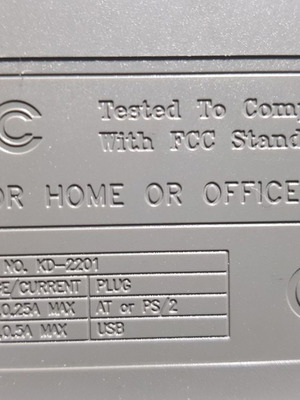 Tested To Comp
With FCC Stand
OR HOME OR OFFICE
NO. KD-2201
E/CURRENT PLUG
0.25A MAX AT or PS/2
0.5A MAX USB